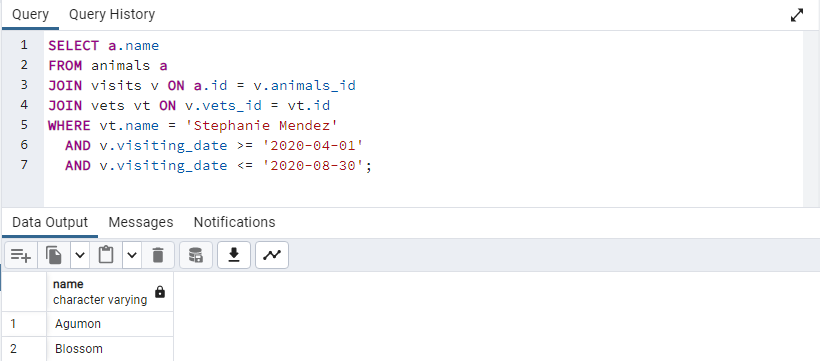 Query Query History
1 SELECT a.name
2 FROM animals a
3 JOIN visits v ON a.id = v.animals_id
4 JOIN vets vt ON v.vets_id = vt.id
5 WHERE vt.name = 'Stephanie Mendez'
6 AND v.visiting_date >= '2020-04-01'
7 AND v.visiting_date <= '2020-08-30';
Data Output Messages Notifications
name
character varying
1 Agumon
2 Blossom